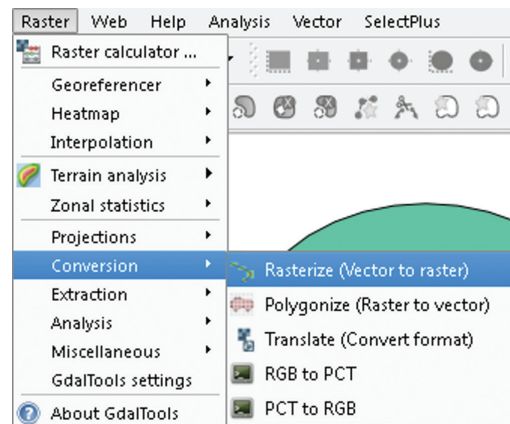 Raster Web Help Analysis Vector SelectPlus
Raster calculator ...
Georeferencer
Heatmap
Interpolation
Terrain analysis
Zonal statistics
Projections
Conversion
Extraction
Analysis
Miscellaneous
GdalTools settings
About GdalTools
Rasterize (Vector to raster)
Polygonize (Raster to vector)
Translate (Convert format)
RGB to PCT
PCT to RGB